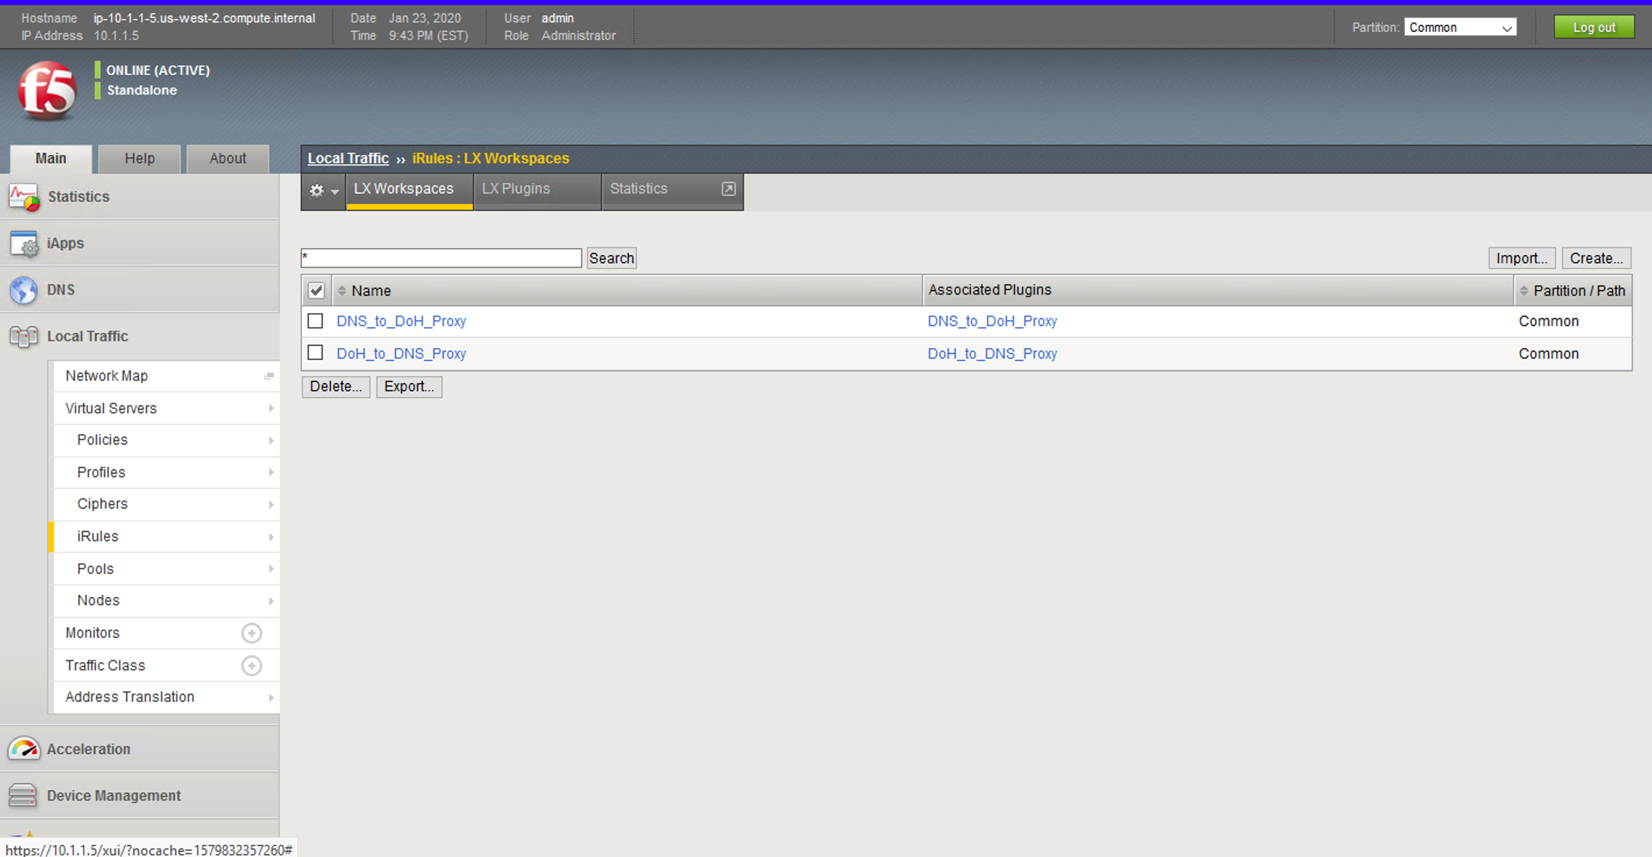 Hostname ip-10-1-1-5.us-west-2.compute.internal Date Jan 23, 2020 User admin
IP Address 10.1.1.5 Time 9:43 PM (EST) Role Administrator
Partition: Common Log out
f5
ONLINE (ACTIVE)
Standalone
Main Help About
Local Traffic ›› iRules : LX Workspaces
LX Workspaces LX Plugins Statistics
Statistics
iApps
DNS
Local Traffic
Network Map
Virtual Servers
Policies
Profiles
Ciphers
iRules
Pools
Nodes
Monitors
Traffic Class
Address Translation
Acceleration
Device Management
* Search Import... Create...
Name Associated Plugins Partition / Path
DNS_to_DoH_Proxy DNS_to_DoH_Proxy Common
DoH_to_DNS_Proxy DoH_to_DNS_Proxy Common
Delete... Export...
https://10.1.1.5/xui/?nocache=1579832357260#